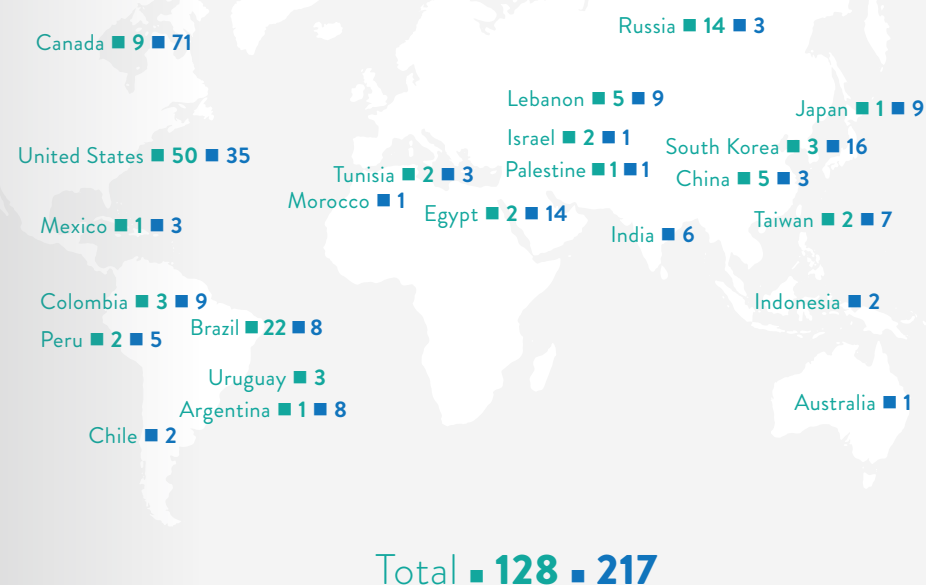 Russia ■ 14 ■ 3
Canada ■ 9 ■ 71
Lebanon ■ 5 ■ 9
Japan ■ 1 ■ 9
Israel ■ 2 ■ 1
South Korea ■ 3 ■ 16
United States ■ 50 ■ 35
Tunisia ■ 2 ■ 3
Palestine ■ 1 ■ 1
China ■ 5 ■ 3
Morocco ■ 1
Egypt ■ 2 ■ 14
Mexico ■ 1 ■ 3
India ■ 6
Taiwan ■ 2 ■ 7
Colombia ■ 3 ■ 9
Indonesia ■ 2
Peru ■ 2 ■ 5
Brazil ■ 22 ■ 8
Uruguay ■ 3
Argentina ■ 1 ■ 8
Australia ■ 1
Chile ■ 2
Total ■ 128 ■ 217